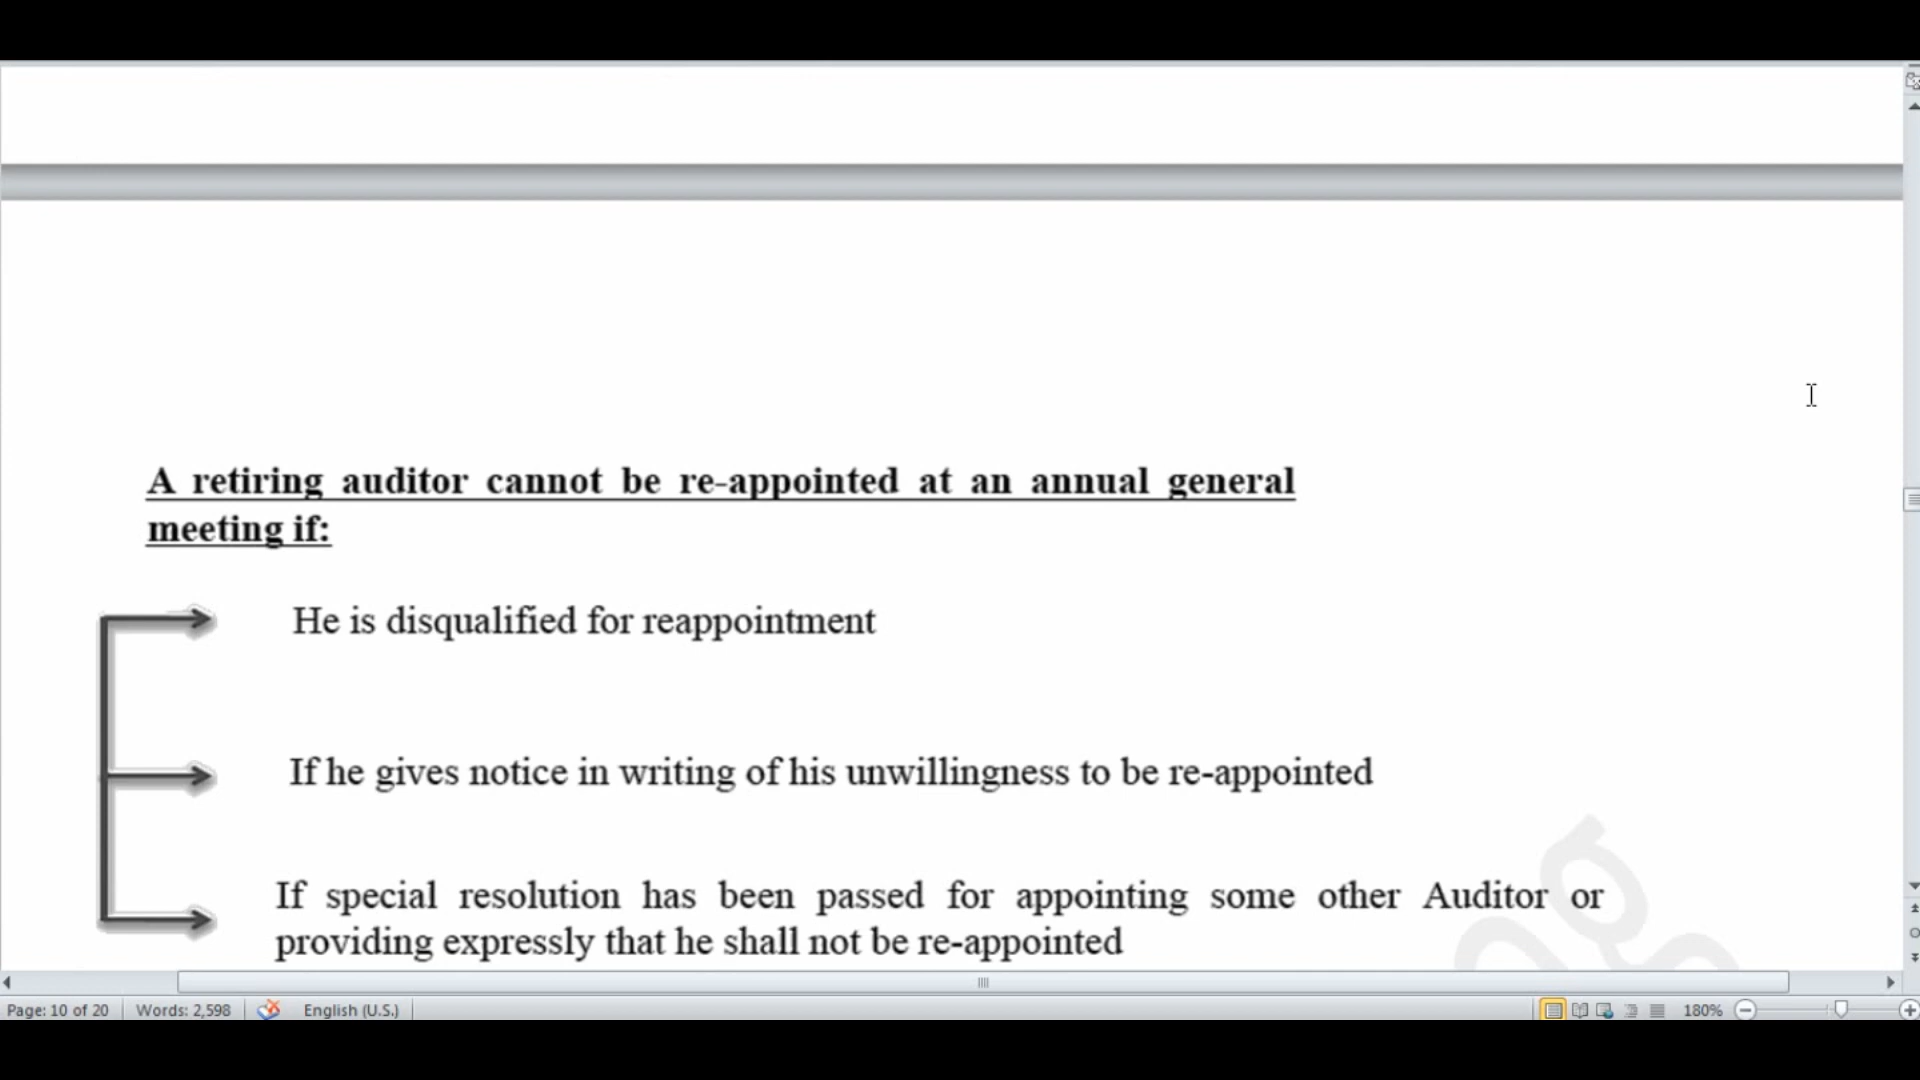 A retiring auditor cannot be re-appointed at an annual general
meeting if:
He is disqualified for reappointment
If he gives notice in writing of his unwillingness to be re-appointed
If special resolution has been passed for appointing some other Auditor or
providing expressly that he shall not be re-appointed
Page: 10 of 20
Words: 2,598
English (U.S.)
180%